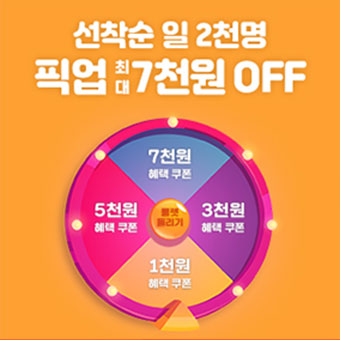 선착순 일 2천명
픽업 최대 7천원 OFF
7천원
혜택 쿠폰
5천원
혜택 쿠폰
3천원
혜택 쿠폰
룰렛
돌리기
1천원
혜택 쿠폰